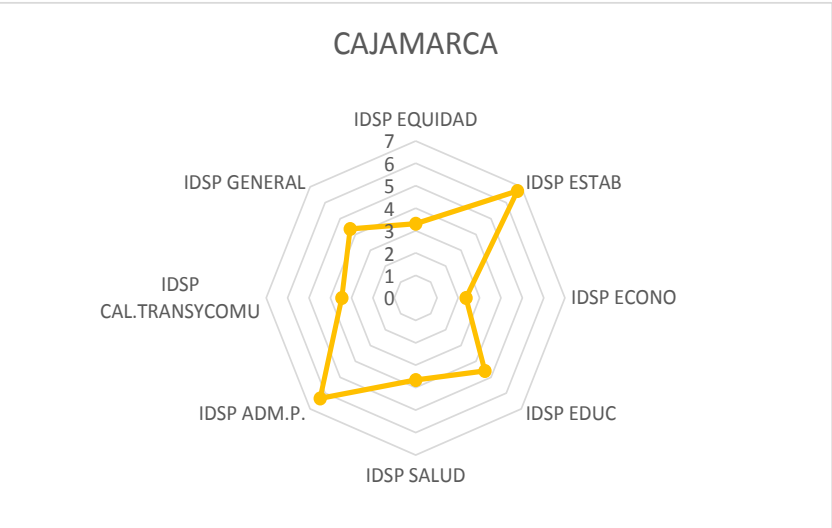 CAJAMARCA
IDSP EQUIDAD
7
6
5
4
3
2
1
0
IDSP ESTAB
IDSP ECONO
IDSP EDUC
IDSP SALUD
IDSP ADM.P.
IDSP
CAL.TRANSYCOMU
IDSP GENERAL